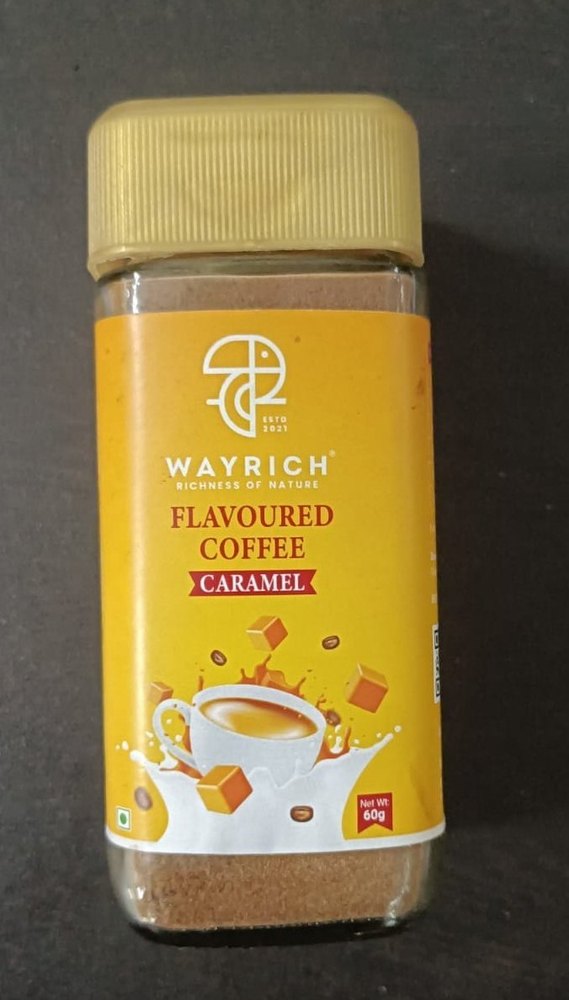 ESTD
2021
WAYRICH®
RICHNESS OF NATURE
FLAVOURED
COFFEE
CARAMEL
Net Wt:
60g